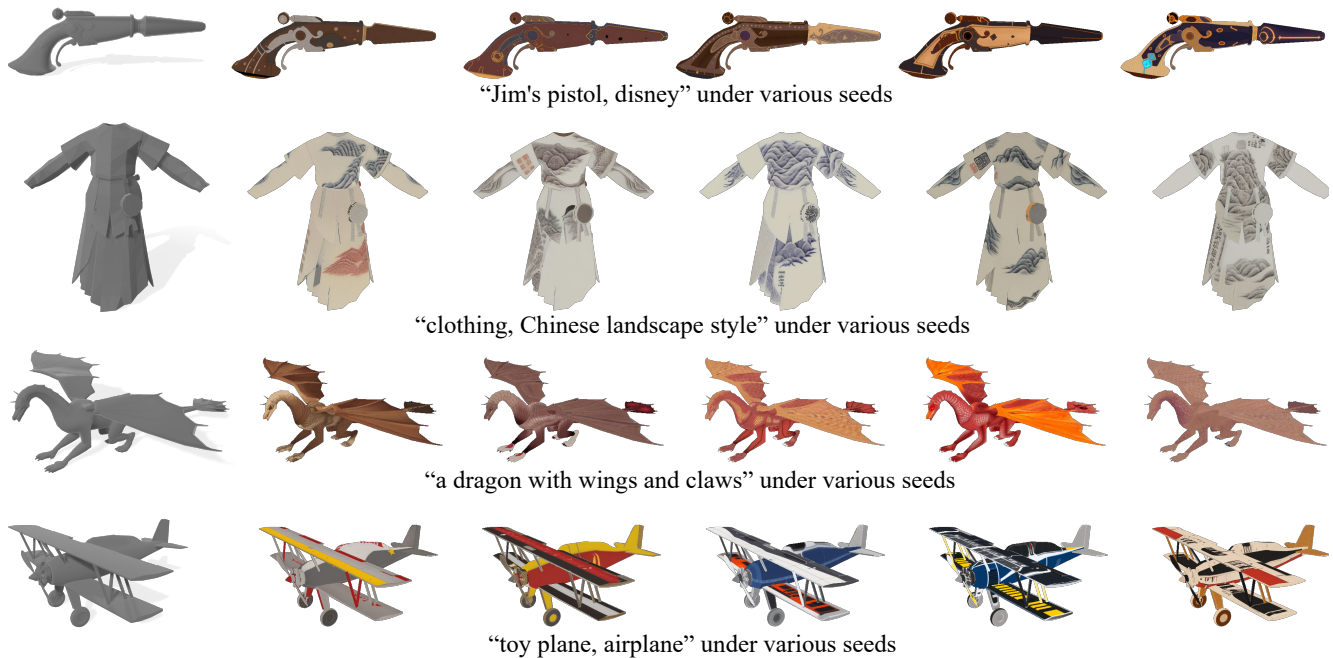 “Jim's pistol, disney” under various seeds
“clothing, Chinese landscape style” under various seeds
“a dragon with wings and claws” under various seeds
“toy plane, airplane” under various seeds